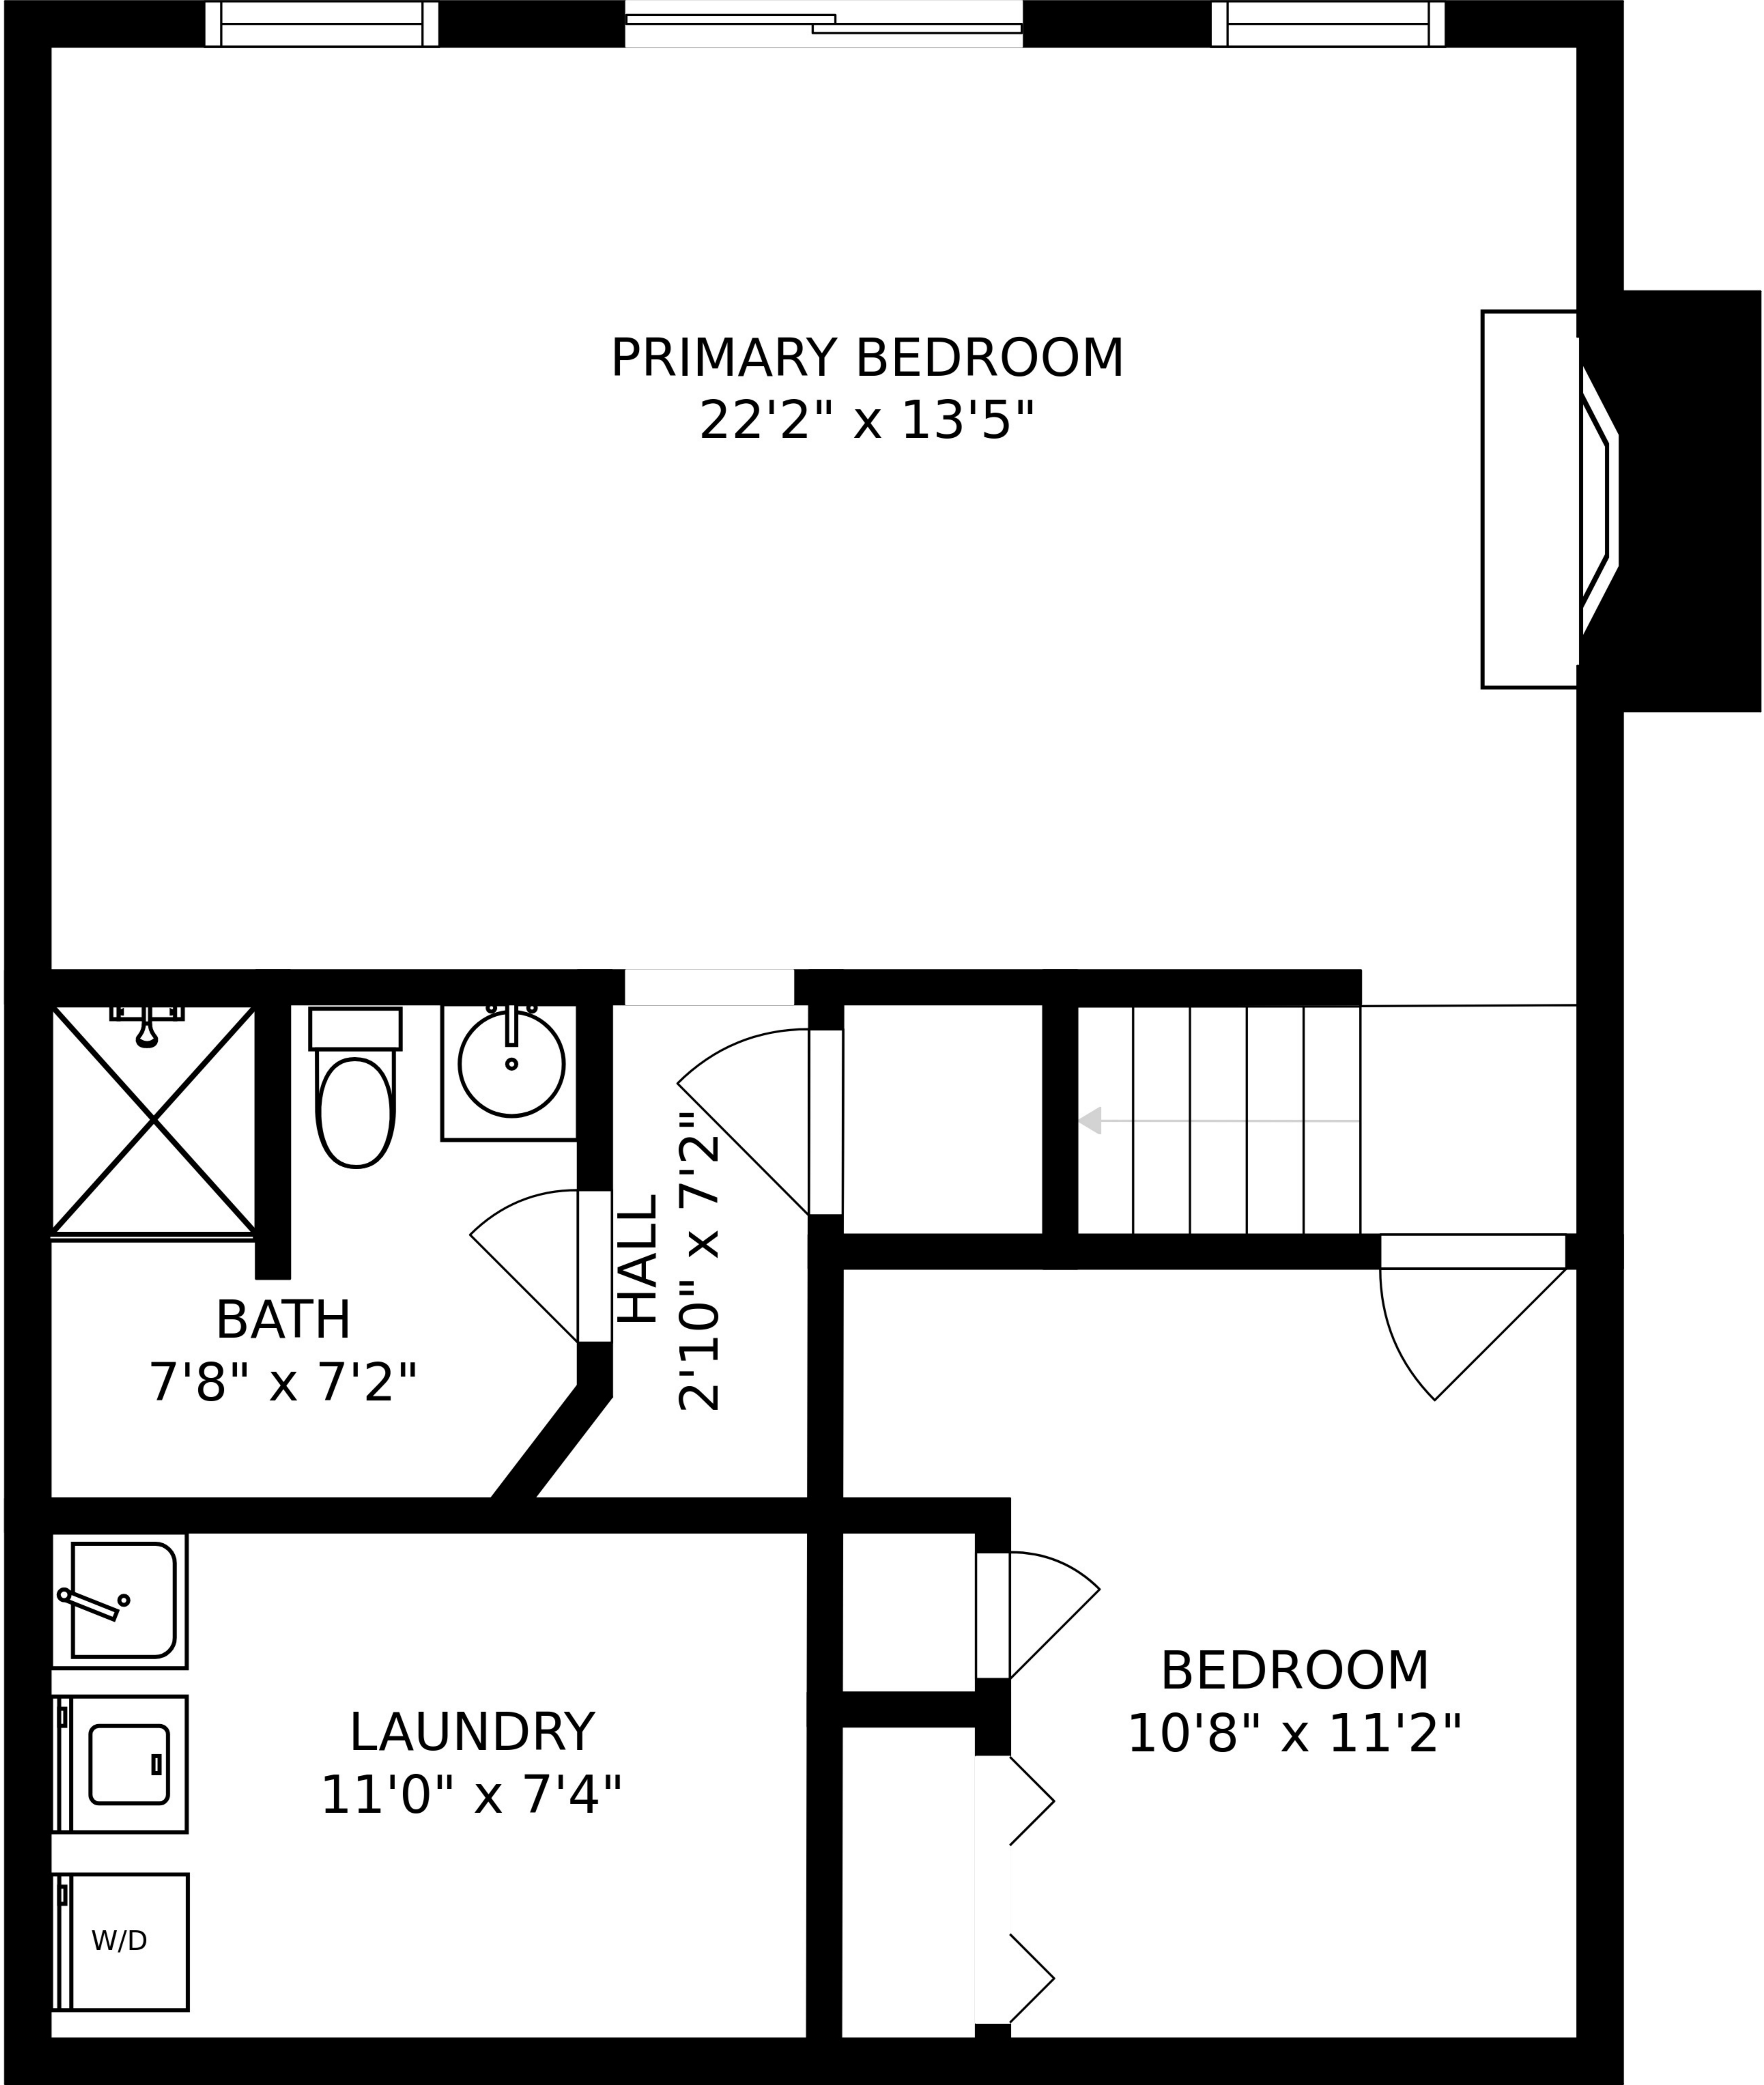 PRIMARY BEDROOM
22'2" x 13'5"
HALL
2'10" x 7'2"
BATH
7'8" x 7'2"
BEDROOM
10'8" x 11'2"
LAUNDRY
11'0" x 7'4"
W/D